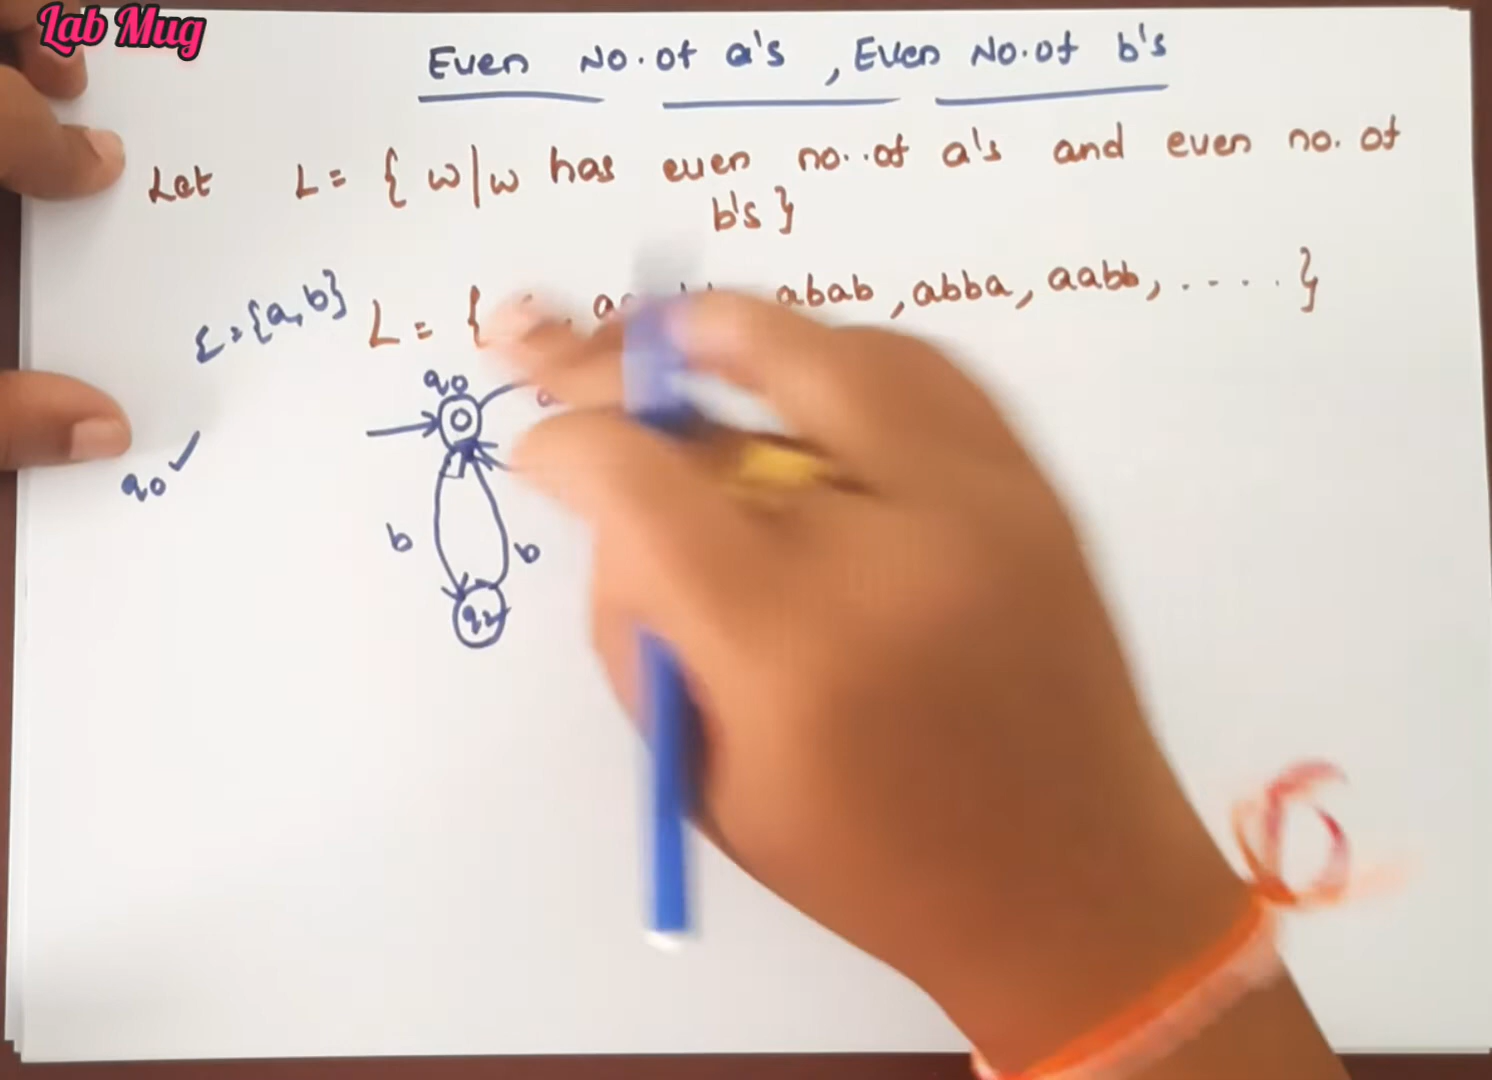 Lab Mug
Even No. of a's , Even No. of b's
Let L = { w | w has even no. of a's and even no. of
b's }
Σ = {a, b} L = { abab , abba , aabb , . . . . }
q0
q0 ✓
b b
q2